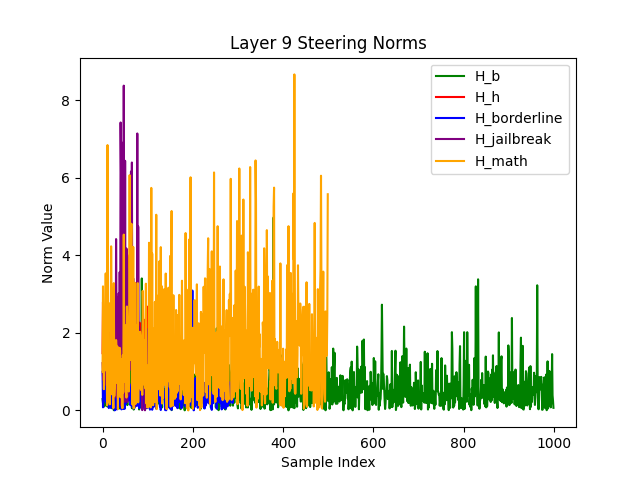 Layer 9 Steering Norms
H_b
H_h
H_borderline
H_jailbreak
H_math
Norm Value
8
6
4
2
0
0 200 400 600 800 1000
Sample Index